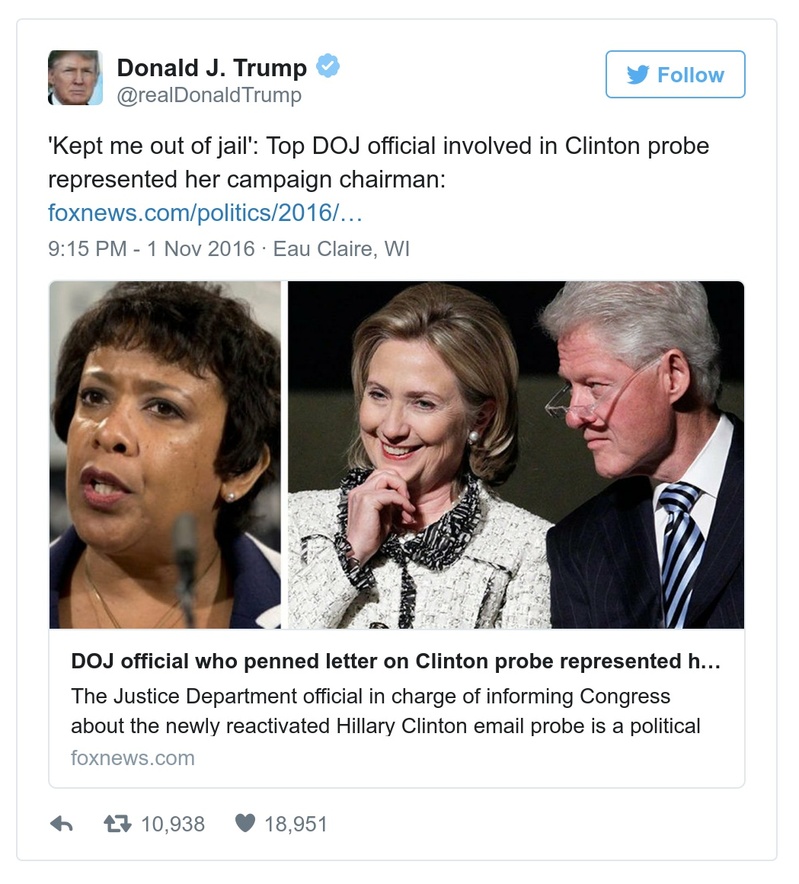 Donald J. Trump
@realDonaldTrump
Follow
'Kept me out of jail': Top DOJ official involved in Clinton probe
represented her campaign chairman:
foxnews.com/politics/2016/…
9:15 PM - 1 Nov 2016 · Eau Claire, WI
DOJ official who penned letter on Clinton probe represented h…
The Justice Department official in charge of informing Congress
about the newly reactivated Hillary Clinton email probe is a political
foxnews.com
10,938 18,951